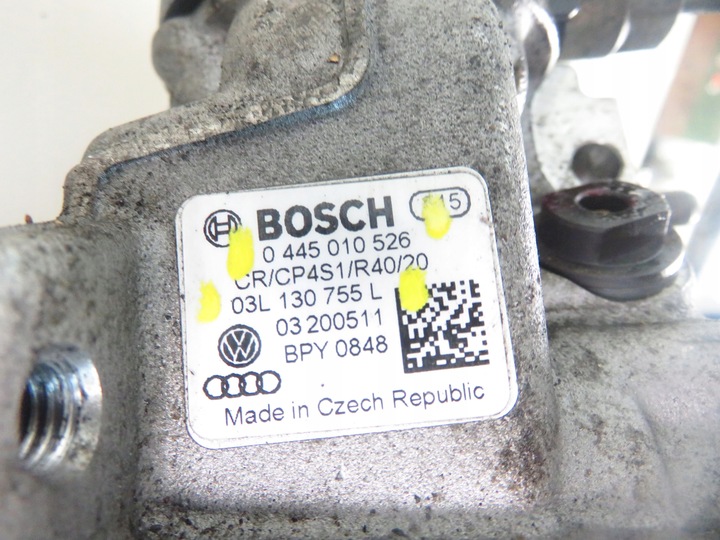 BOSCH
0 445 010 526
CR/CP4S1/R40/20
03L 130 755 L
03 200511
BPY 0848
Made in Czech Republic